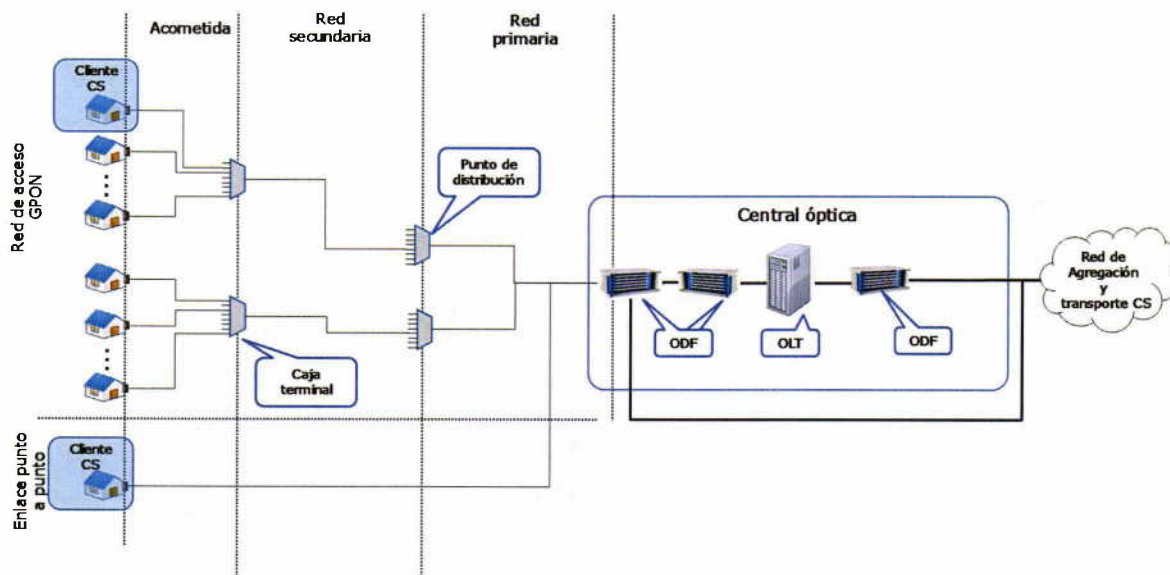 Acometida
Red
secundaria
Red
primaria
Cliente
CS
Red de acceso
GPON
Punto de
distribución
Central óptica
ODF
OLT
ODF
Red de
Agregación
y
transporte CS
Caja
terminal
Enlace punto
a punto
Cliente
CS